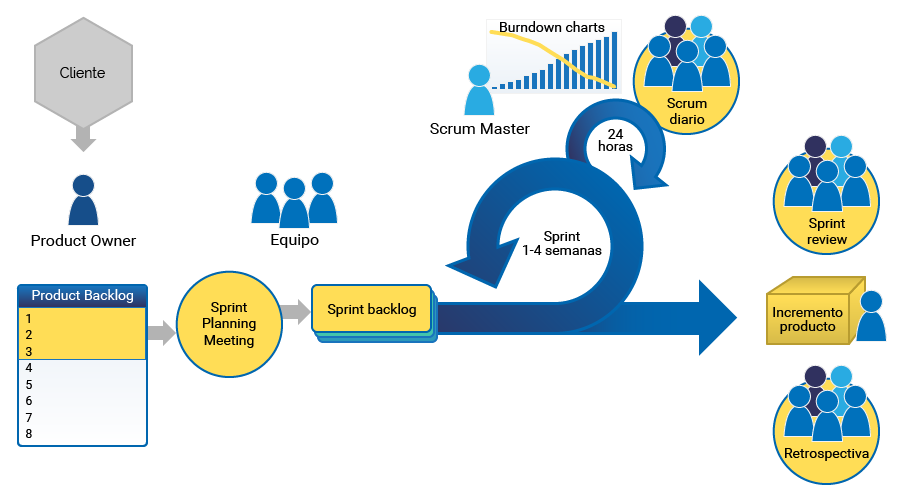 Cliente
Product Owner
Equipo
Product Backlog
1
2
3
4
5
6
7
8
Sprint
Planning
Meeting
Sprint backlog
Burndown charts
Scrum Master
Scrum
diario
24
horas
Sprint
1-4 semanas
Sprint
review
Incremento
producto
Retrospectiva